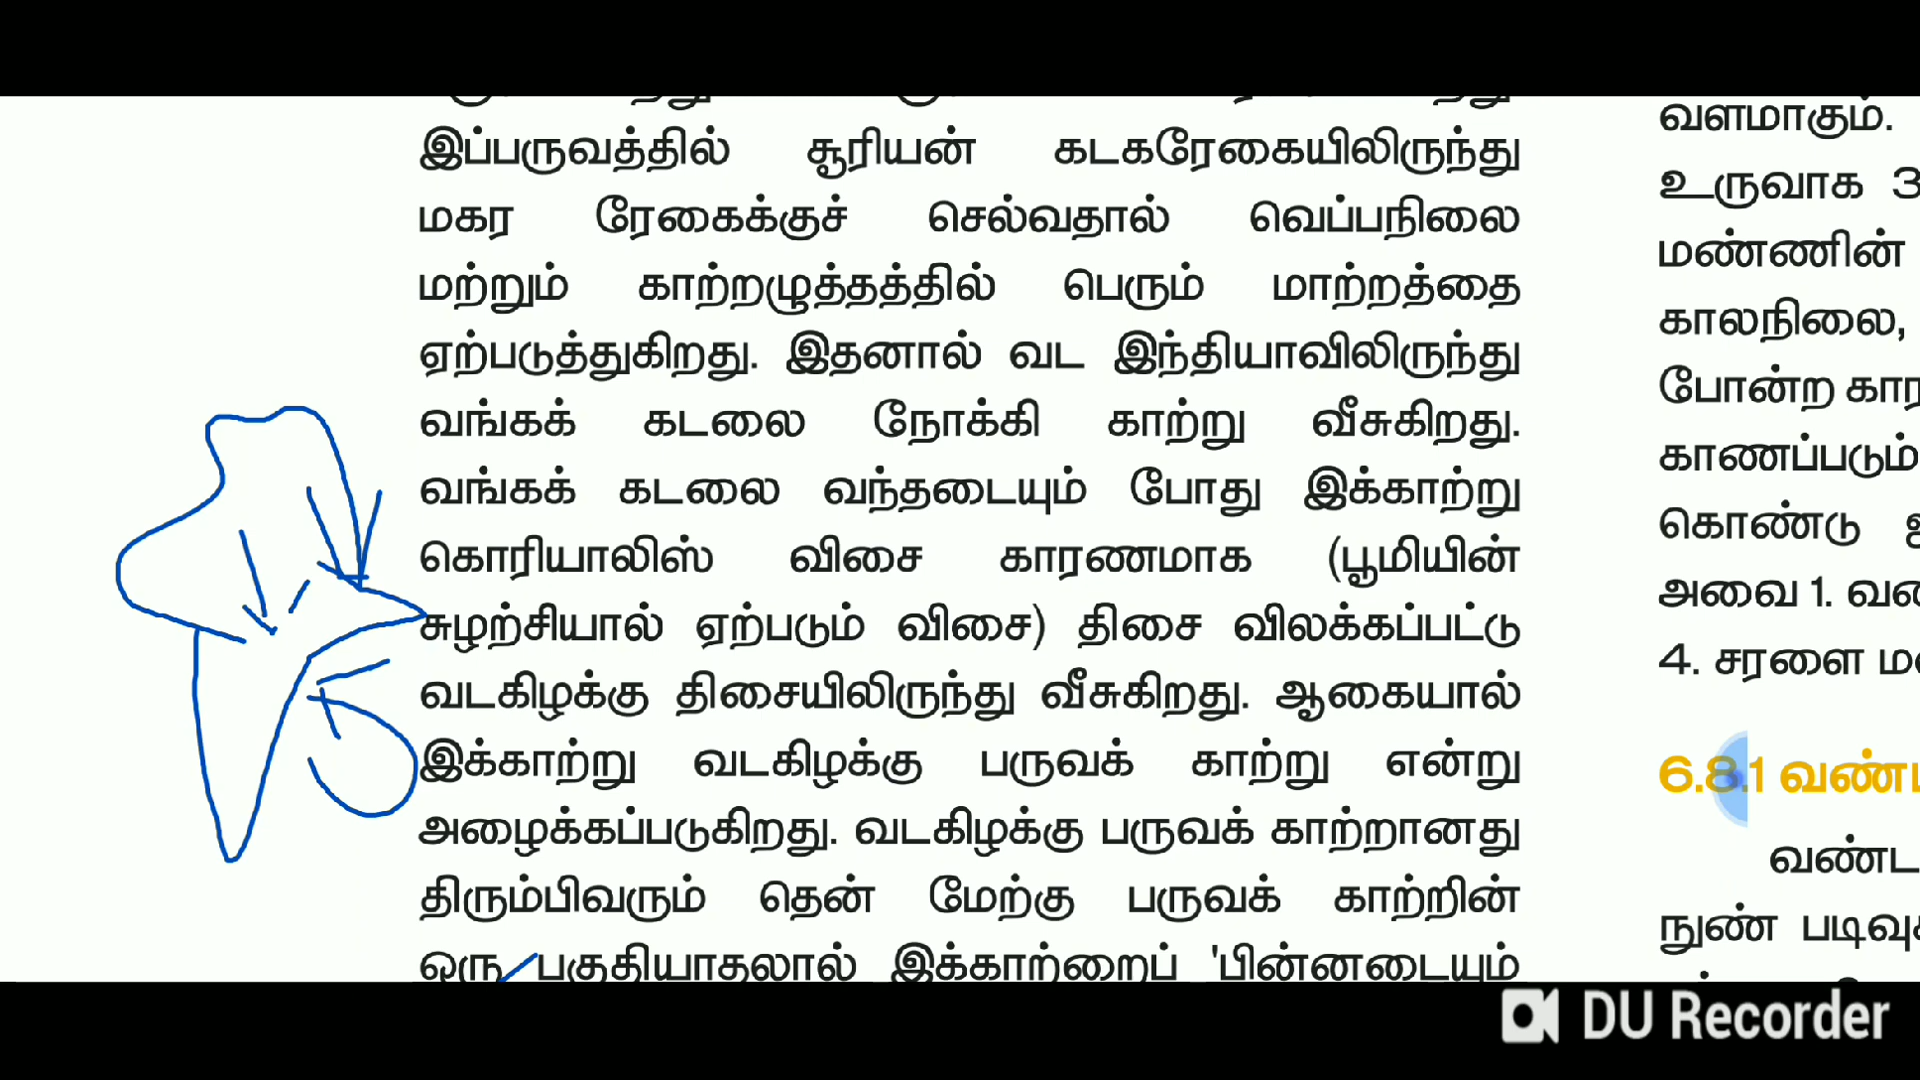 இப்பருவத்தில் சூரியன் கடகரேகையிலிருந்து
மகர ரேகைக்குச் செல்வதால் வெப்பநிலை
மற்றும் காற்றழுத்தத்தில் பெரும் மாற்றத்தை
ஏற்படுத்துகிறது. இதனால் வட இந்தியாவிலிருந்து
வங்கக் கடலை நோக்கி காற்று வீசுகிறது.
வங்கக் கடலை வந்தடையும் போது இக்காற்று
கொரியாலிஸ் விசை காரணமாக (பூமியின்
சுழற்சியால் ஏற்படும் விசை) திசை விலக்கப்பட்டு
வடகிழக்கு திசையிலிருந்து வீசுகிறது. ஆகையால்
இக்காற்று வடகிழக்கு பருவக் காற்று என்று
அழைக்கப்படுகிறது. வடகிழக்கு பருவக் காற்றானது
திரும்பிவரும் தென் மேற்கு பருவக் காற்றின்
ஒரு பகுதியாதலால் இக்காற்றைப் 'பின்னடையும்
வளமாகும்.
உருவாக 3
மண்ணின்
காலநிலை,
போன்ற
காணப்படும்
கொண்டு
அவை 1.
4. சரளை
6.8.1
நுண்
DU Recorder